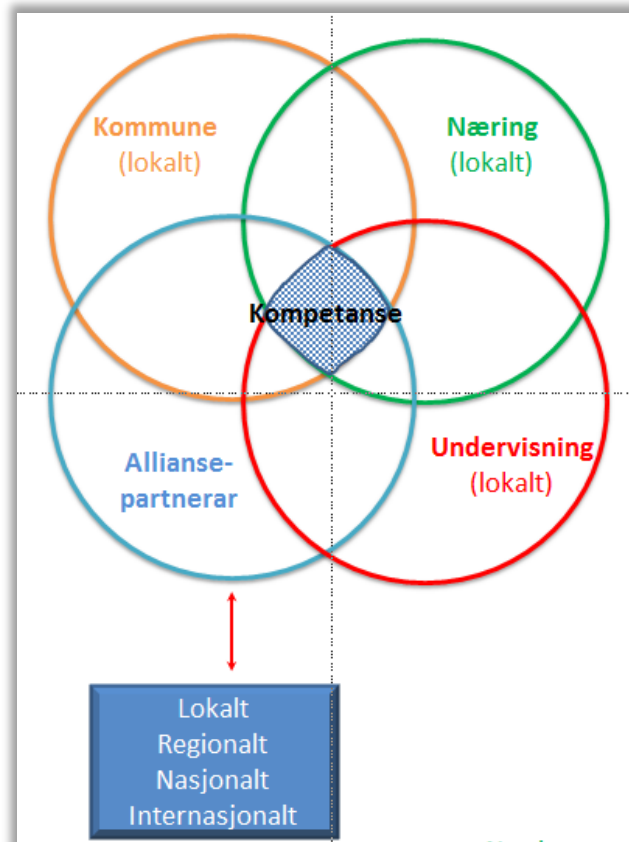 Kommune
(lokalt)
Næring
(lokalt)
Kompetanse
Allianse-
partnerar
Undervisning
(lokalt)
Lokalt
Regionalt
Nasjonalt
Internasjonalt